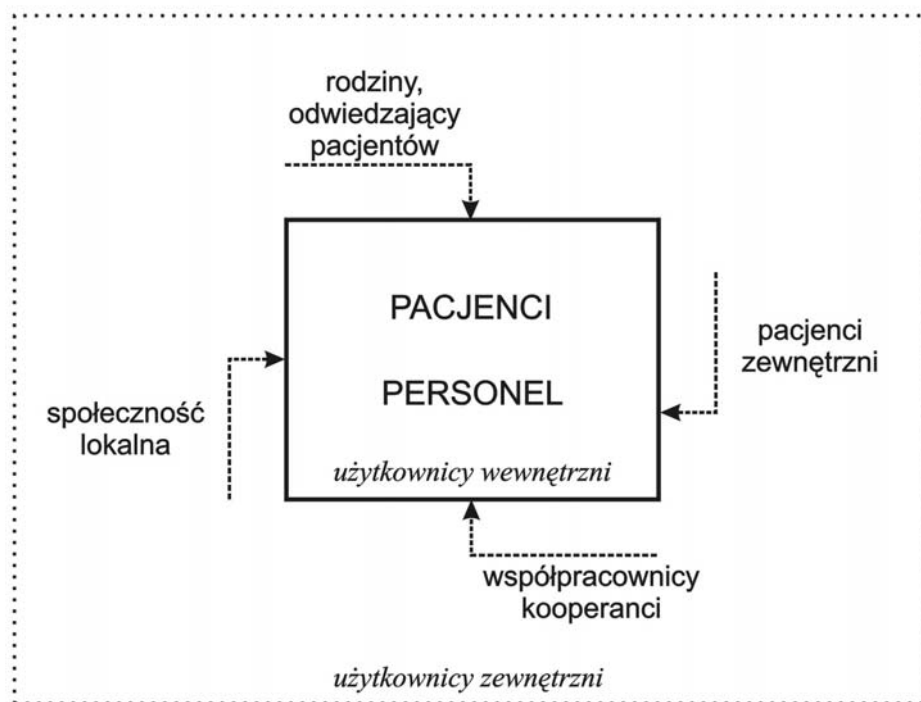 rodziny,
odwiedzający
pacjentów
PACJENCI
PERSONEL
użytkownicy wewnętrzni
pacjenci
zewnętrzni
społeczność
lokalna
współpracownicy
kooperanci
użytkownicy zewnętrzni